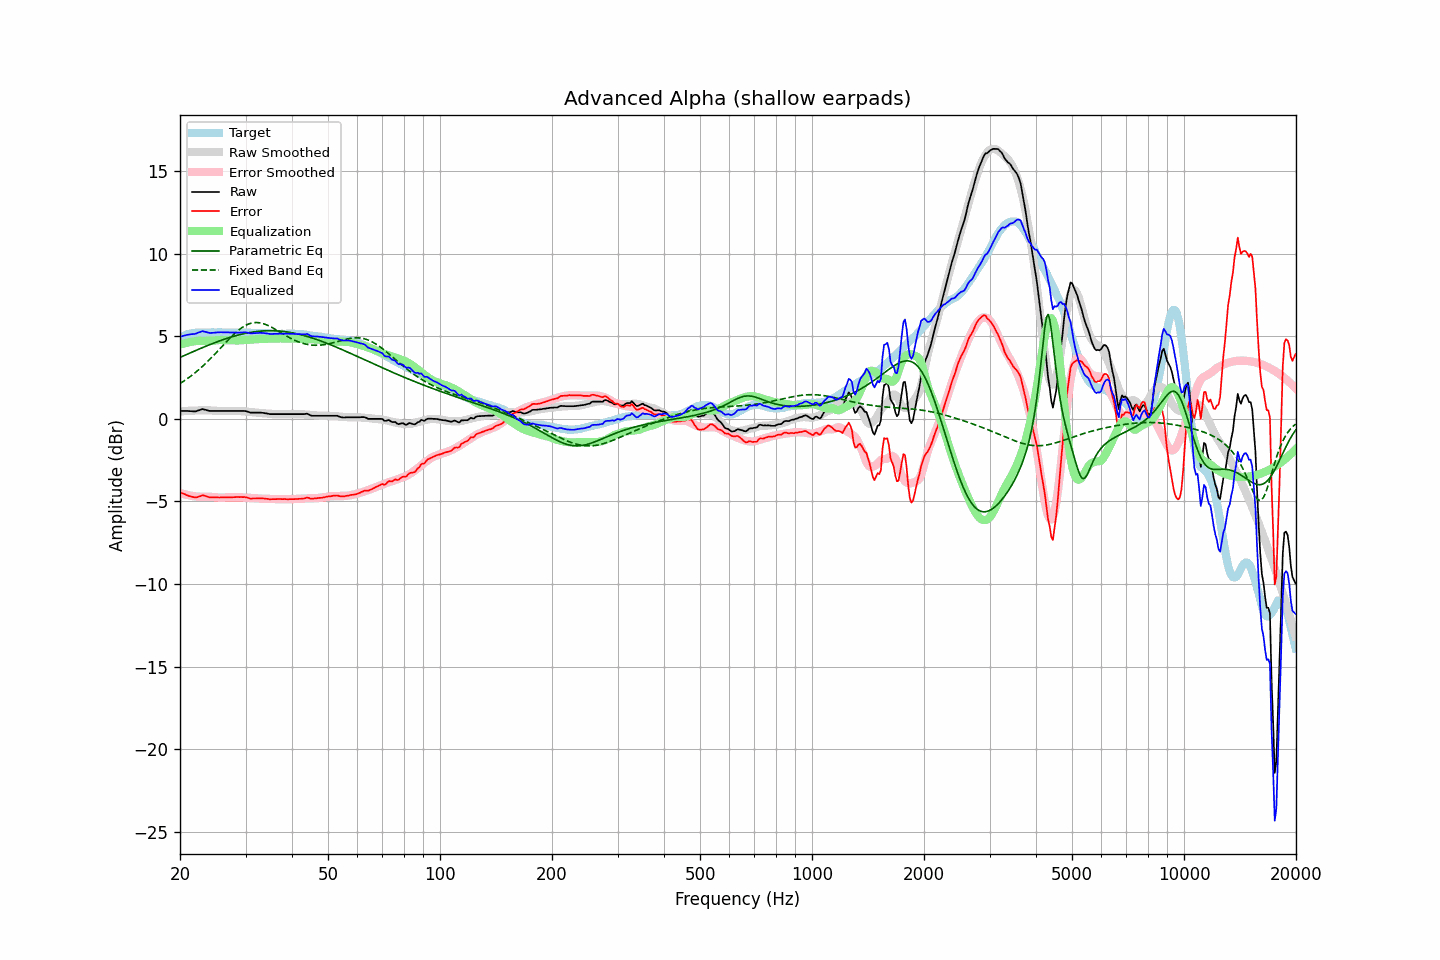 Advanced Alpha (shallow earpads)
Target
Raw Smoothed
Error Smoothed
Raw
Error
Equalization
Parametric Eq
Fixed Band Eq
Equalized
15
10
5
0
−5
−10
−15
−20
−25
Amplitude (dBr)
20 50 100 200 500 1000 2000 5000 10000 20000
Frequency (Hz)